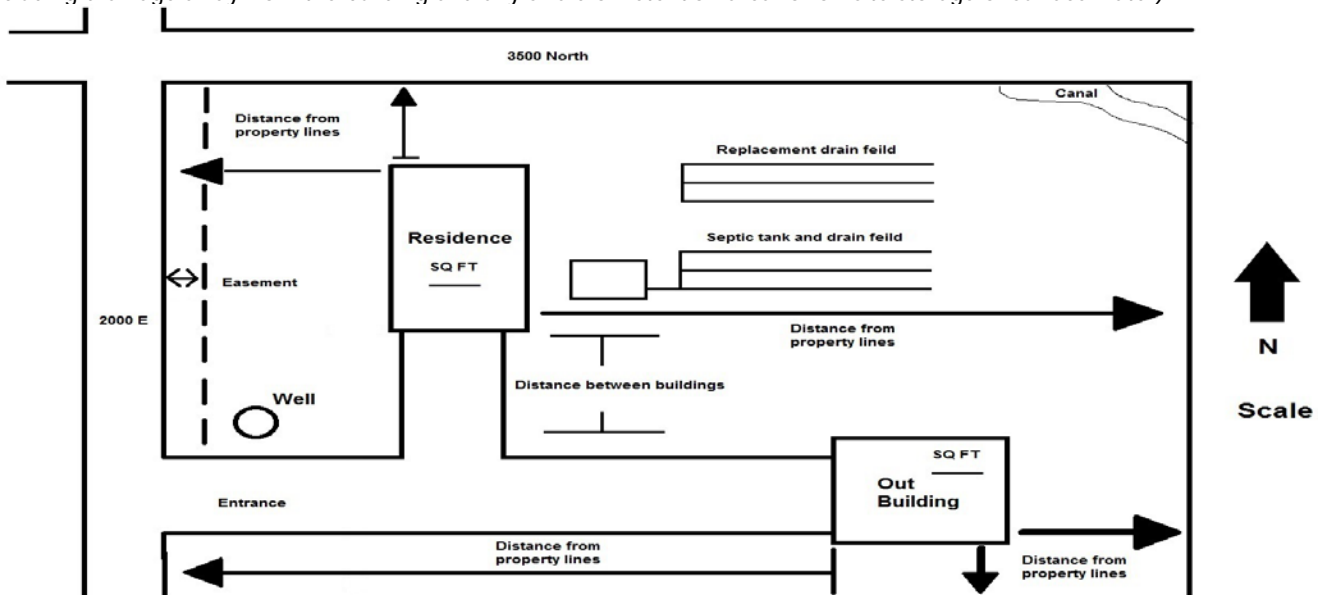 3500 North
Canal
Distance from
property lines
Replacement drain feild
Residence
SQ FT
Septic tank and drain feild
Easement
2000 E
Distance from
property lines
N
Distance between buildings
Well
Scale
SQ FT
Out
Building
Entrance
Distance from
property lines
Distance from
property lines